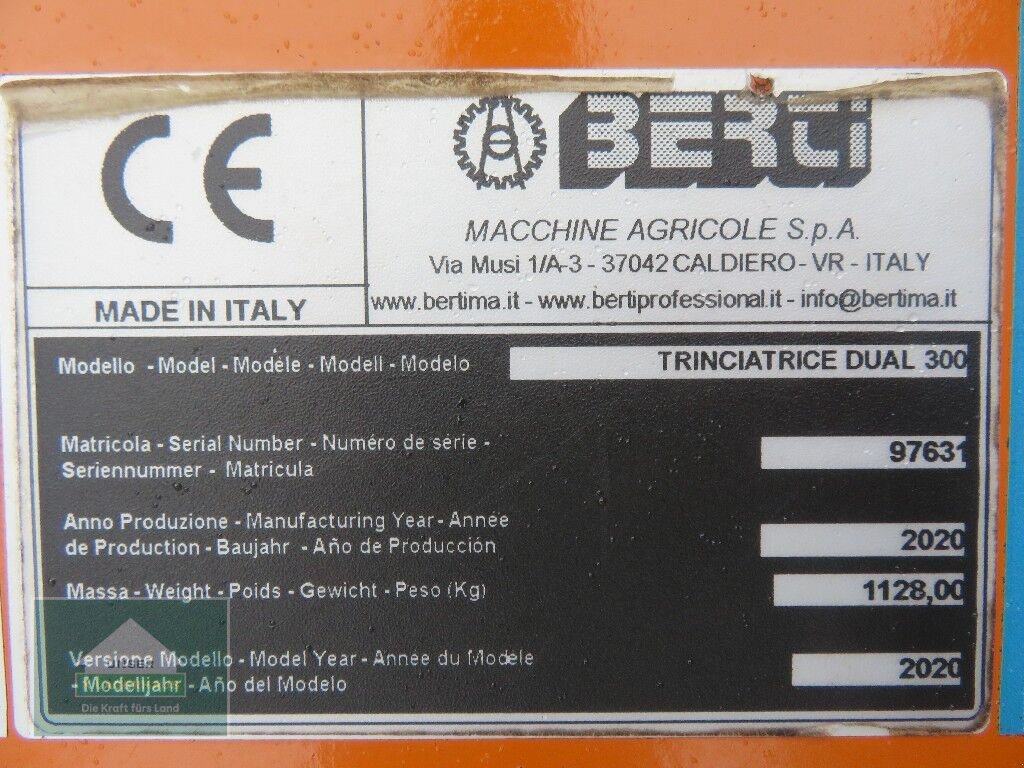 CE
BERTI
MACCHINE AGRICOLE S.p.A.
Via Musi 1/A-3 - 37042 CALDIERO - VR - ITALY
MADE IN ITALY
www.bertima.it - www.bertiprofessional.it - info@bertima.it
Modello - Model - Modèle - Modell - Modelo
TRINCIATRICE DUAL 300
Matricola - Serial Number - Numéro de série -
Seriennummer - Matricula
97631
Anno Produzione - Manufacturing Year - Année
de Production - Baujahr - Año de Producción
2020
Massa - Weight - Poids - Gewicht - Peso (Kg)
1128,00
Versione Modello - Model Year - Année du Modèle
- Modelljahr - Año del Modelo
2020
Die Kraft fürs Land